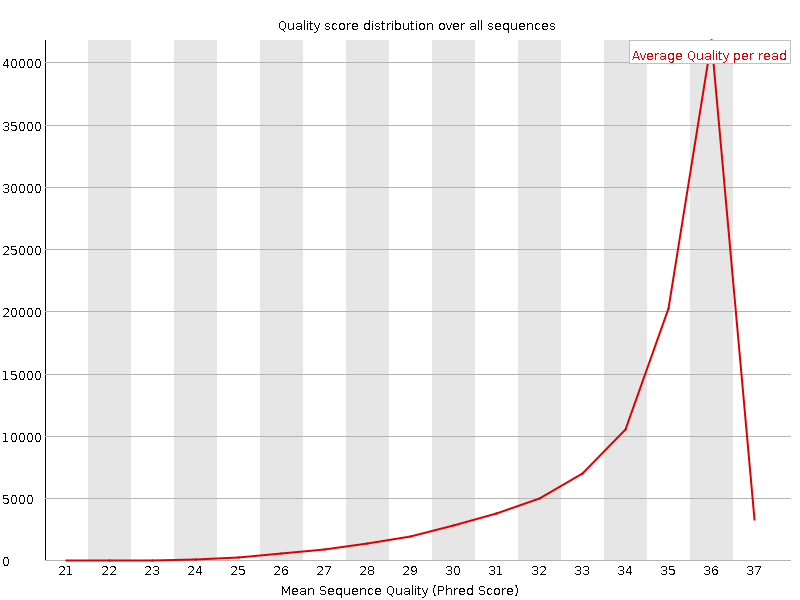 Quality score distribution over all sequences
Average Quality per read
40000
35000
30000
25000
20000
15000
10000
5000
0
21 22 23 24 25 26 27 28 29 30 31 32 33 34 35 36 37
Mean Sequence Quality (Phred Score)